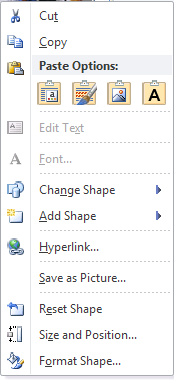 Cut
Copy
Paste Options:
A
Edit Text
A Font...
Change Shape
Add Shape
Hyperlink...
Save as Picture...
Reset Shape
Size and Position...
Format Shape...